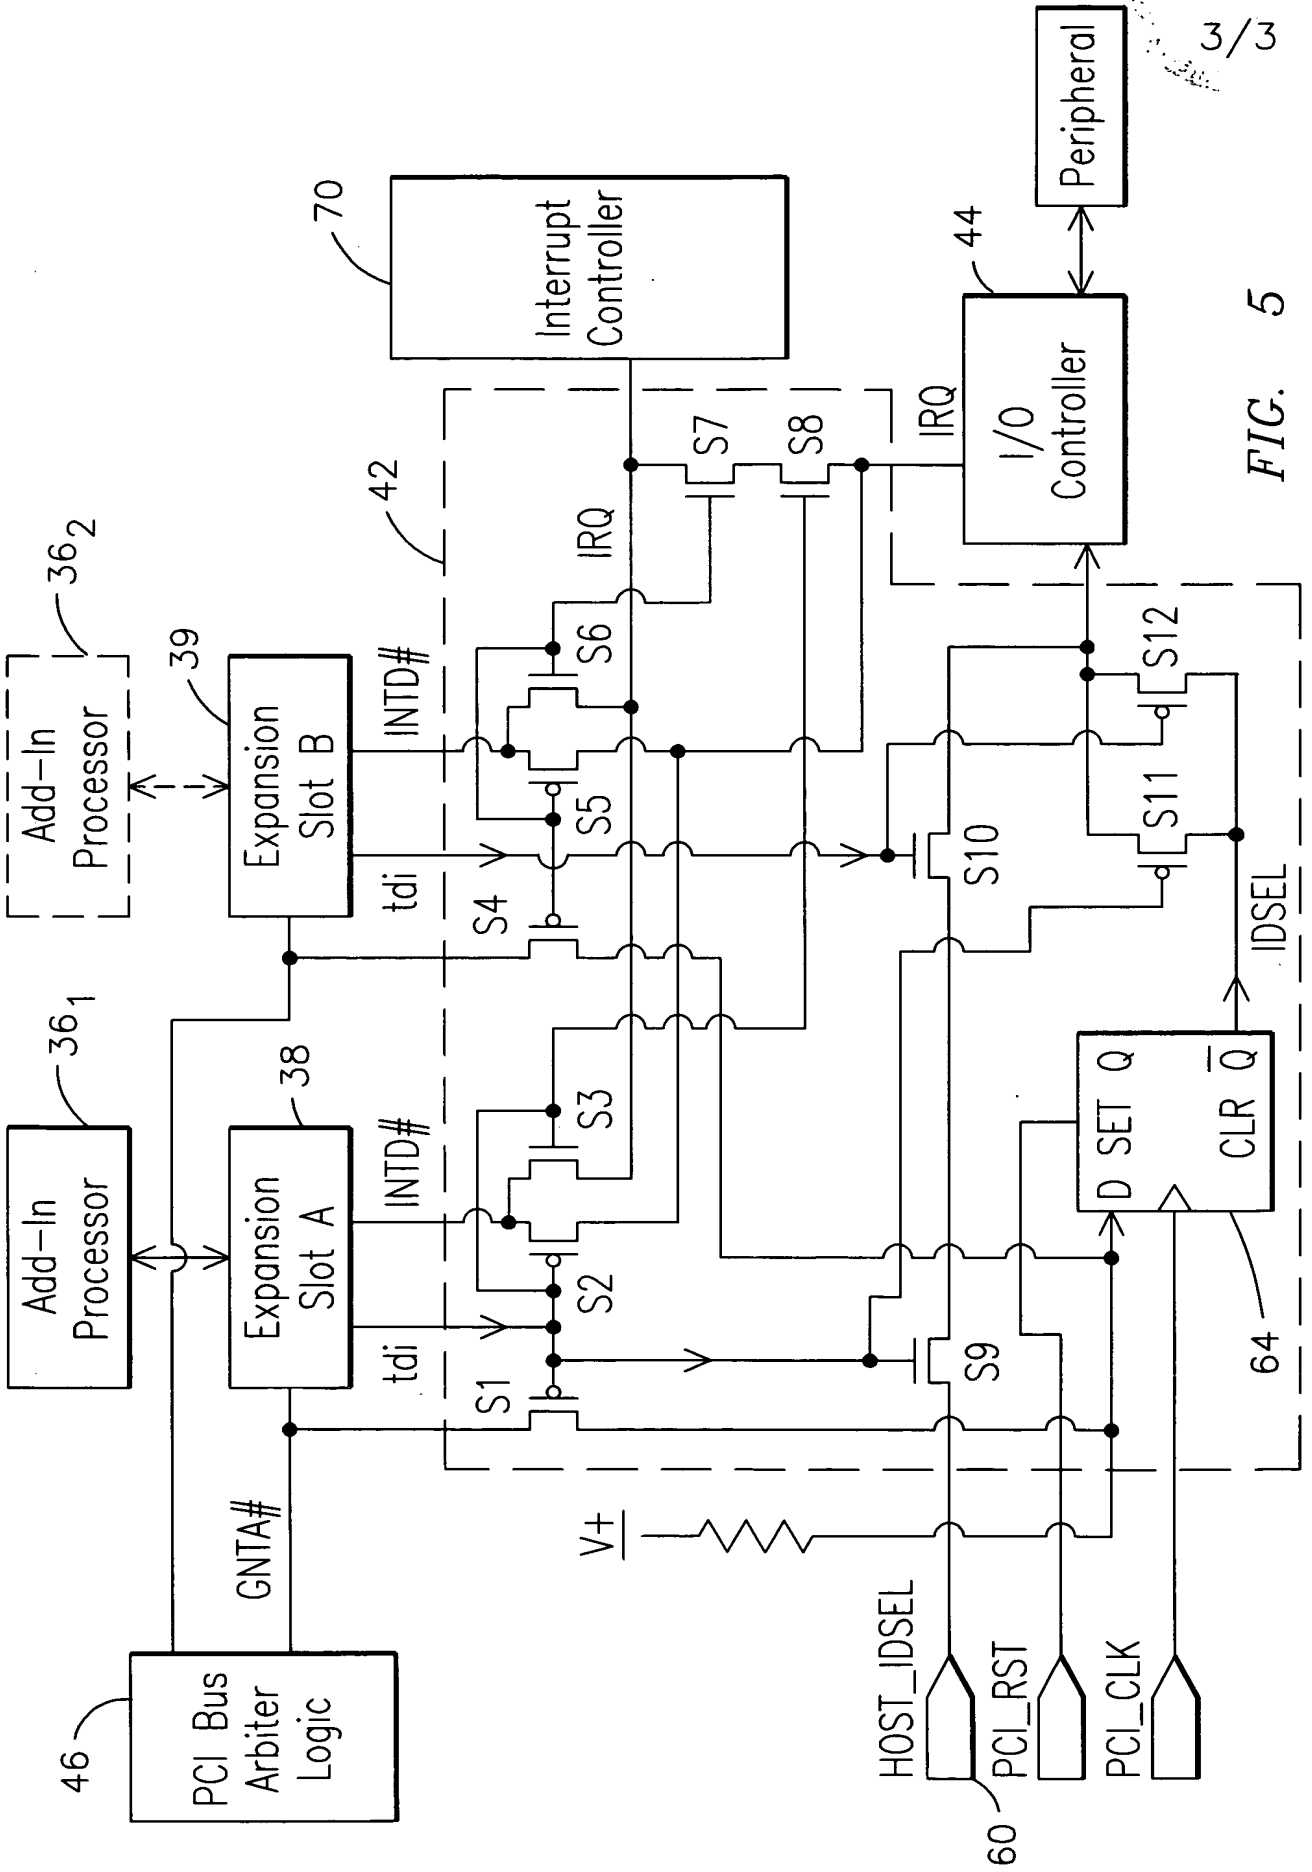 3/3
46
PCI Bus
Arbiter
Logic
GNTA#
Add-In
Processor
36₁
Expansion
Slot A
38
tdi
INTD#
Add-In
Processor
36₂
Expansion
Slot B
39
tdi
INTD#
42
70
Interrupt
Controller
S1
S2
S3
S4
S5
S6
IRQ
S7
S8
V+
HOST_IDSEL
60
PCI_RST
PCI_CLK
S9
S10
S11
S12
D SET Q
CLR Q̅
64
IDSEL
IRQ
I/O
Controller
44
Peripheral
FIG. 5